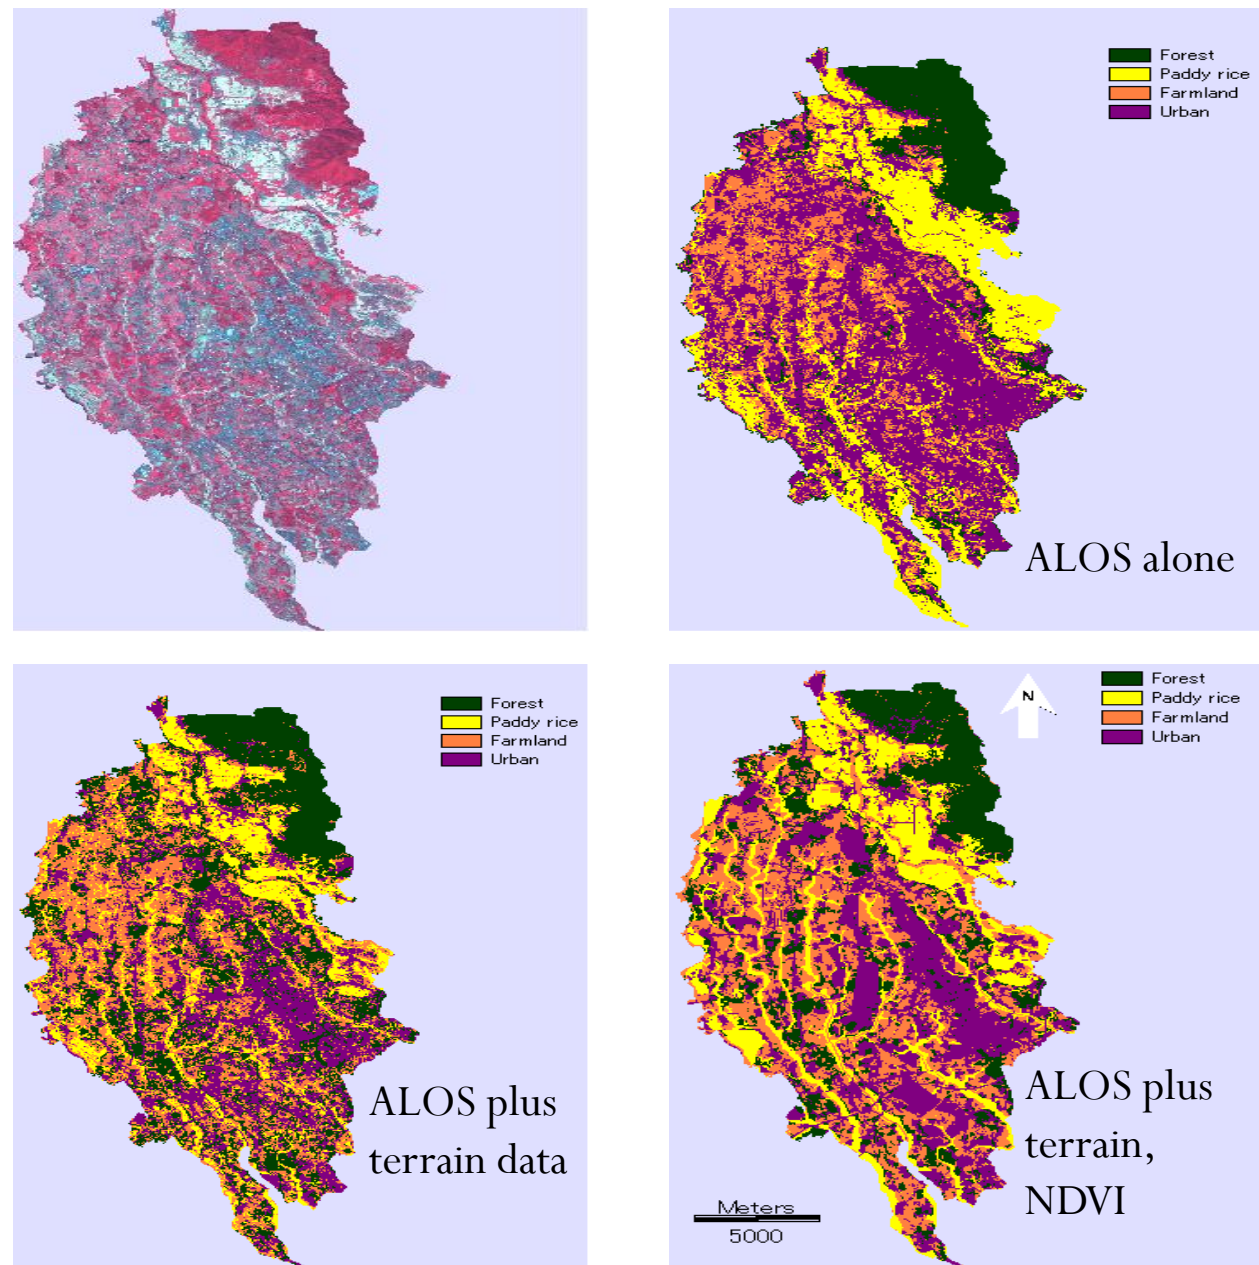 Forest
Paddy rice
Farmland
Urban
ALOS alone
Forest
Paddy rice
Farmland
Urban
ALOS plus
terrain data
N
Forest
Paddy rice
Farmland
Urban
ALOS plus
terrain,
NDVI
Meters
5000